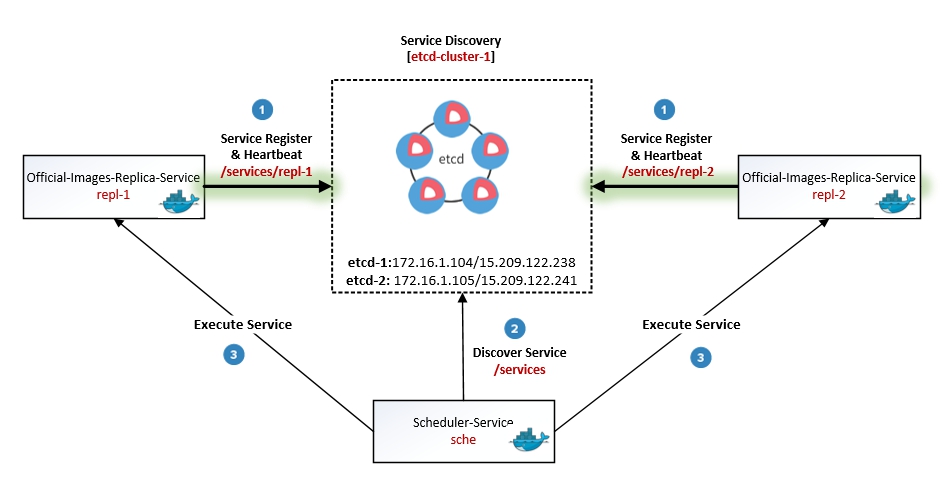 Service Discovery
[etcd-cluster-1]
1
Service Register
& Heartbeat
/services/repl-1
1
Service Register
& Heartbeat
/services/repl-2
etcd
Official-Images-Replica-Service
repl-1
Official-Images-Replica-Service
repl-2
etcd-1:172.16.1.104/15.209.122.238
etcd-2: 172.16.1.105/15.209.122.241
Execute Service
3
2
Discover Service
/services
Execute Service
3
Scheduler-Service
sche